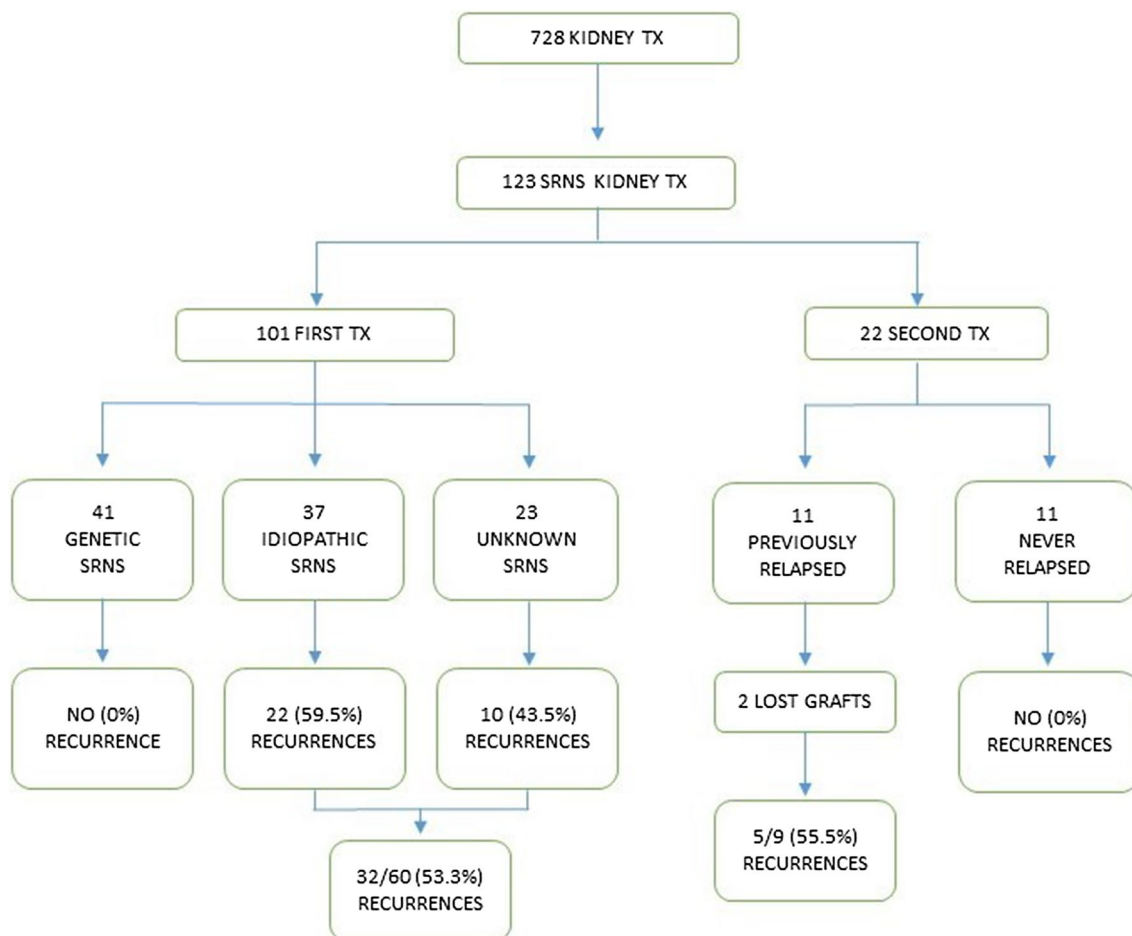 728 KIDNEY TX
123 SRNS KIDNEY TX
101 FIRST TX
22 SECOND TX
41
GENETIC
SRNS
37
IDIOPATHIC
SRNS
23
UNKNOWN
SRNS
11
PREVIOUSLY
RELAPSED
11
NEVER
RELAPSED
NO (0%)
RECURRENCE
22 (59.5%)
RECURRENCES
10 (43.5%)
RECURRENCES
2 LOST GRAFTS
NO (0%)
RECURRENCES
5/9 (55.5%)
RECURRENCES
32/60 (53.3%)
RECURRENCES